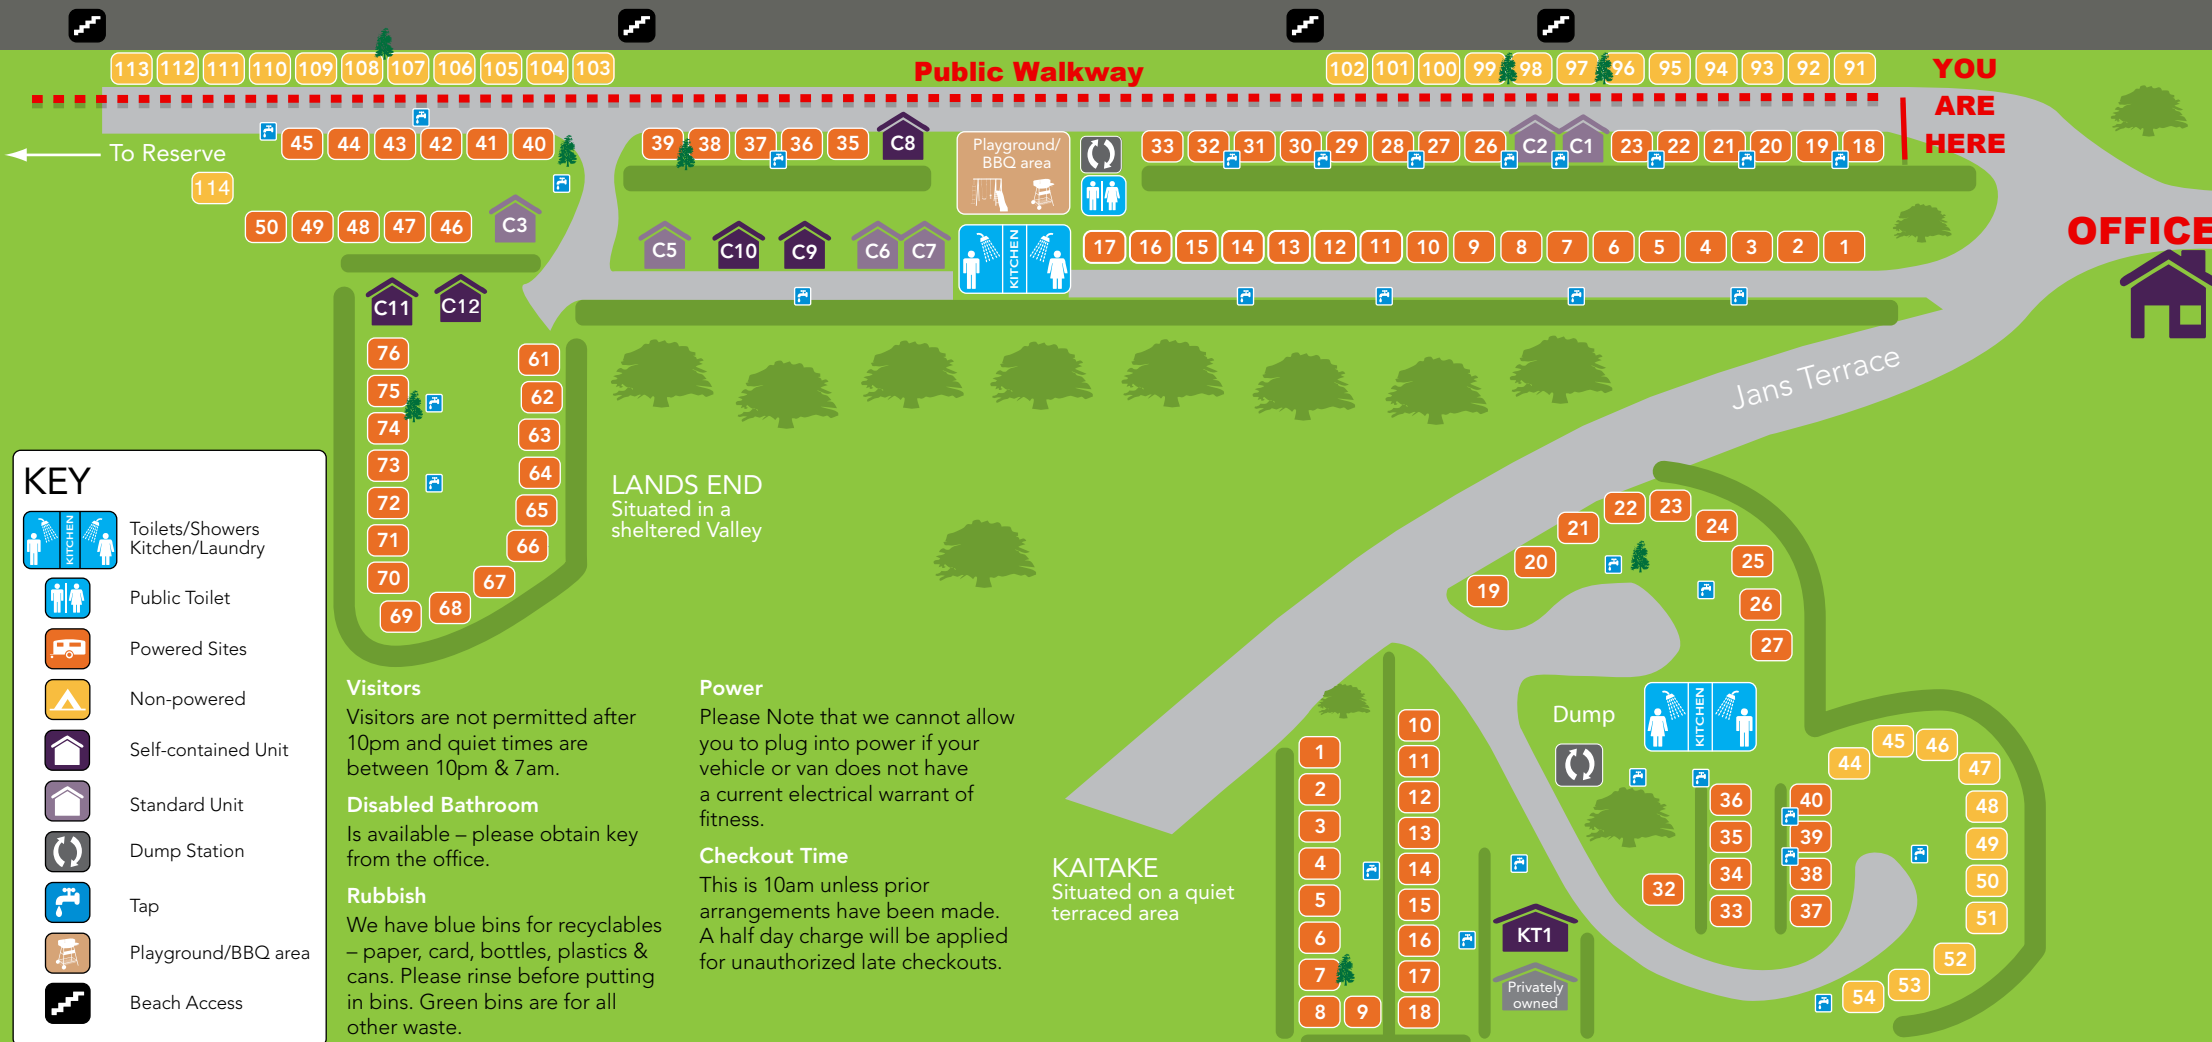 113 112 111 110 109 108 107 106 105 104 103
Public Walkway
102 101 100 99 98 97 96 95 94 93 92 91
YOU
ARE
HERE
45 44 43 42 41 40
39 38 37 36 35 C8
Playground/
BBQ area
33 32 31 30 29 28 27 26 C2 C1 23 22 21 20 19 18
To Reserve
114
50 49 48 47 46 C3
C5 C10 C9 C6 C7
KITCHEN
17 16 15 14 13 12 11 10 9 8 7 6 5 4 3 2 1
OFFICE
C11 C12
76
75
74
73
72
71
70
69
68
67
66
65
64
63
62
61
Jans Terrace
LANDS END
Situated in a
sheltered Valley
KEY
KITCHEN
Toilets/Showers
Kitchen/Laundry
Public Toilet
Powered Sites
Non-powered
Self-contained Unit
Standard Unit
Dump Station
Tap
Playground/BBQ area
Beach Access
Visitors
Visitors are not permitted after
10pm and quiet times are
between 10pm & 7am.
Disabled Bathroom
Is available – please obtain key
from the office.
Rubbish
We have blue bins for recyclables
– paper, card, bottles, plastics &
cans. Please rinse before putting
in bins. Green bins are for all
other waste.
Power
Please Note that we cannot allow
you to plug into power if your
vehicle or van does not have
a current electrical warrant of
fitness.
Checkout Time
This is 10am unless prior
arrangements have been made.
A half day charge will be applied
for unauthorized late checkouts.
KAITAKE
Situated on a quiet
terraced area
1
2
3
4
5
6
7
8 9
10
11
12
13
14
15
16
17
18
19
20
21
22
23
24
25
26
27
Dump
KITCHEN
KT1
Privately
owned
32
36
35
34
33
40
39
38
37
44
45
46
47
48
49
50
51
52
53
54